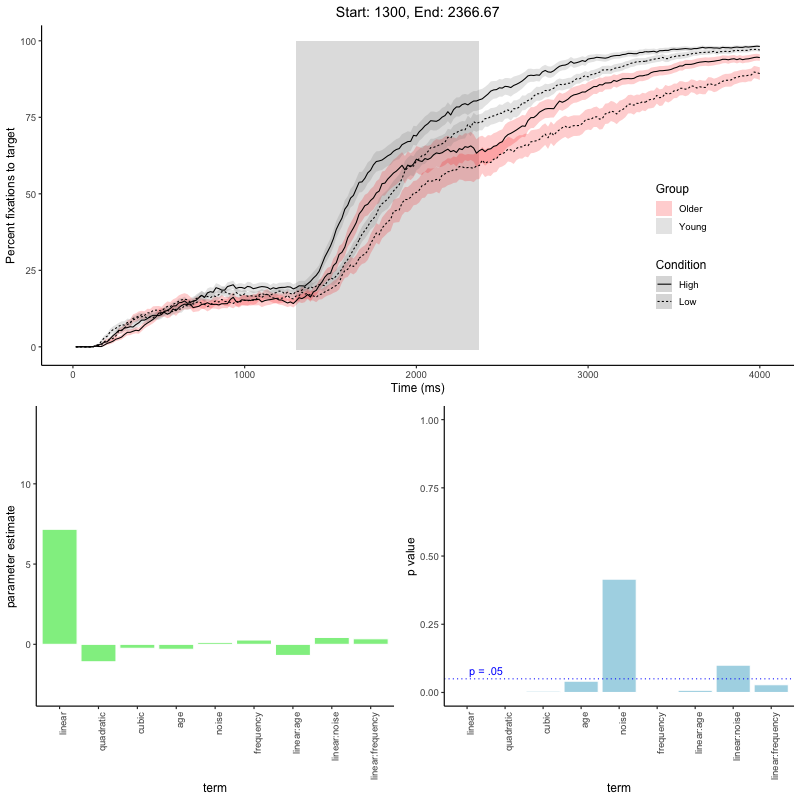 Start: 1300, End: 2366.67
Percent fixations to target
100
75
50
25
0
Group
Older
Young
Condition
High
Low
0
1000
2000
3000
4000
Time (ms)
parameter estimate
10
5
0
linear
quadratic
cubic
age
noise
frequency
linear:age
linear:noise
linear:frequency
term
p value
1.00
0.75
0.50
0.25
0.00
p = .05
linear
quadratic
cubic
age
noise
frequency
linear:age
linear:noise
linear:frequency
term